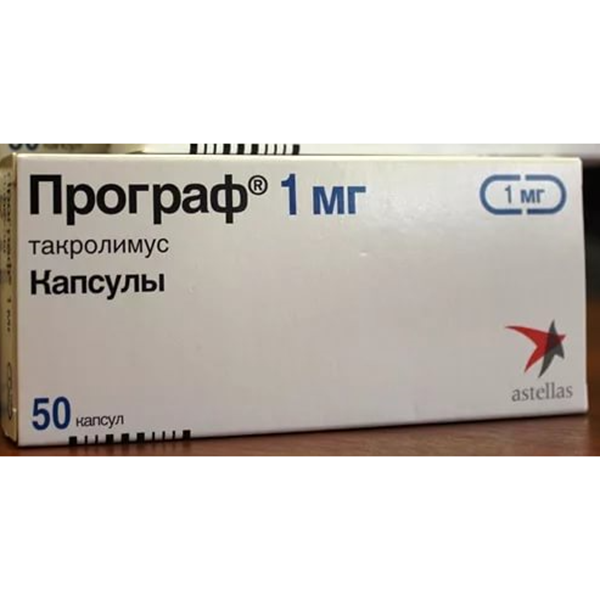 Програф® 1 мг
1 мг
такролимус
Капсулы
astellas
50 капсул